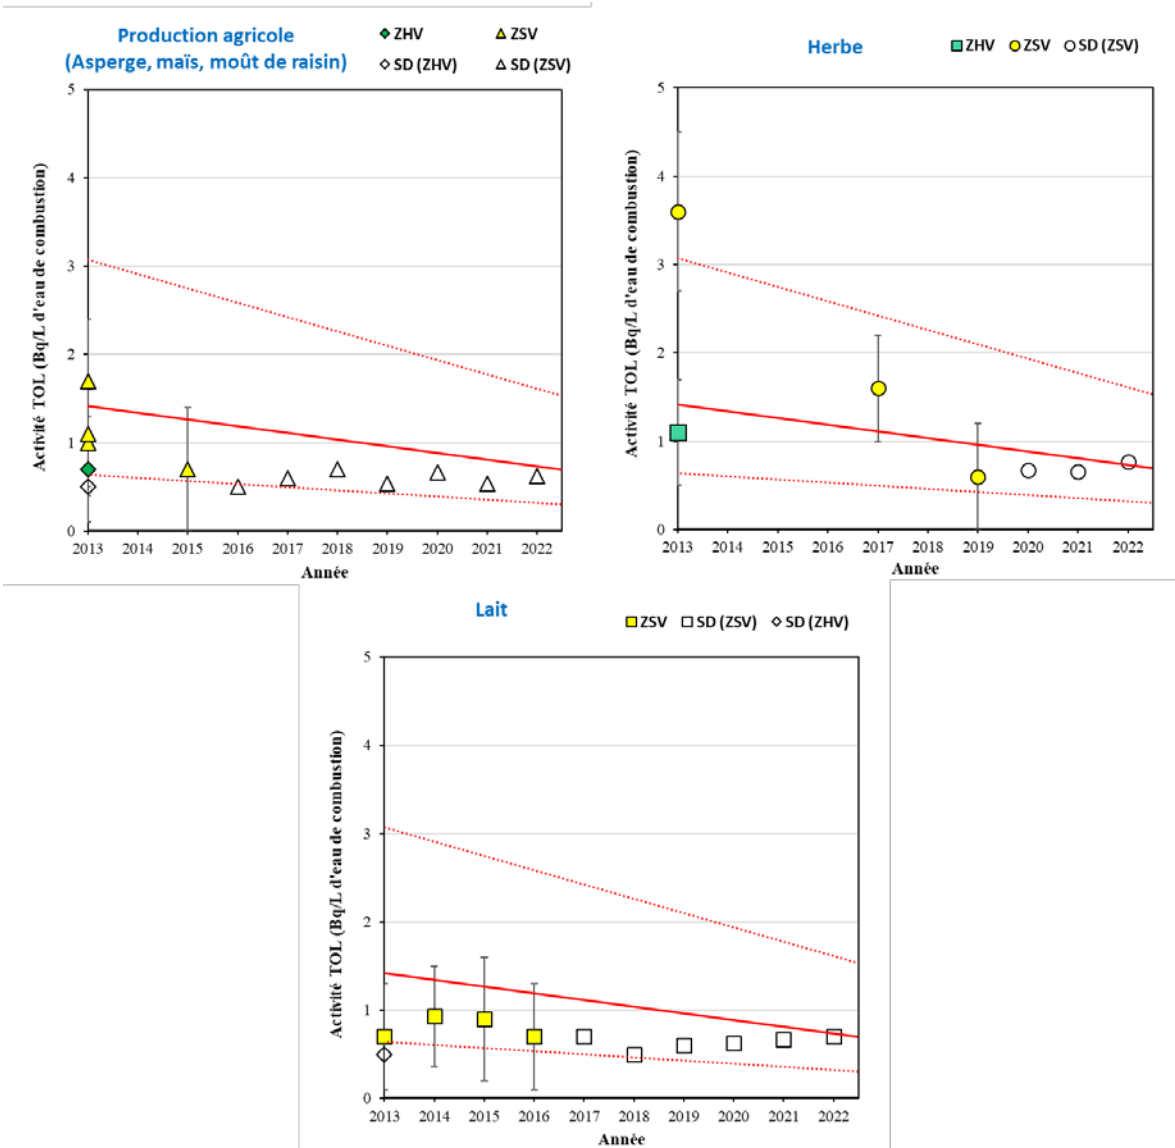 Production agricole
(Asperge, maïs, moût de raisin)
ZHV ZSV
SD (ZHV) SD (ZSV)
Activité TOL (Bq/L d'eau de combustion)
5
4
3
2
1
0
2013 2014 2015 2016 2017 2018 2019 2020 2021 2022
Année
Herbe
ZHV ZSV SD (ZSV)
Activité TOL (Bq/L d'eau de combustion)
5
4
3
2
1
0
2013 2014 2015 2016 2017 2018 2019 2020 2021 2022
Année
Lait
ZSV SD (ZSV) SD (ZHV)
Activité TOL (Bq/L d'eau de combustion)
5
4
3
2
1
0
2013 2014 2015 2016 2017 2018 2019 2020 2021 2022
Année